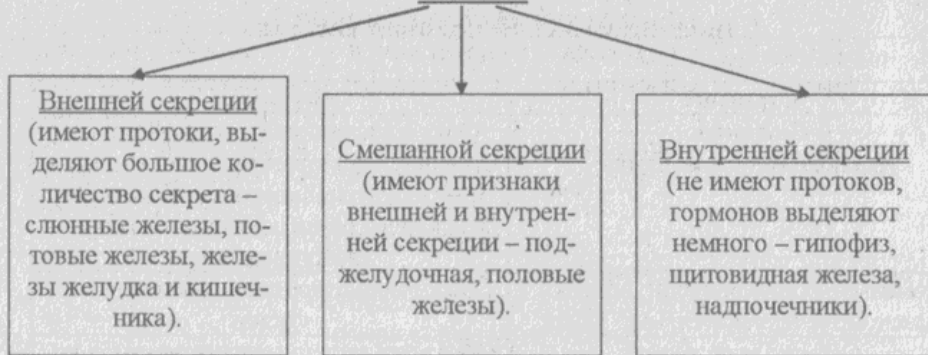 Внешней секреции
(имеют протоки, вы-
деляют большое ко-
личество секрета –
слюнные железы, по-
товые железы, желе-
зы желудка и кишеч-
ника).
Смешанной секреции
(имеют признаки
внешней и внутрен-
ней секреции – под-
желудочная, половые
железы).
Внутренней секреции
(не имеют протоков,
гормонов выделяют
немного – гипофиз,
щитовидная железа,
надпочечники).